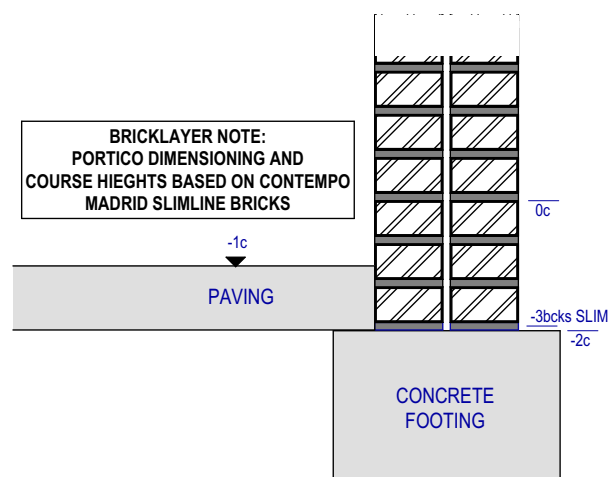 BRICKLAYER NOTE:
PORTICO DIMENSIONING AND
COURSE HIEGHTS BASED ON CONTEMPO
MADRID SLIMLINE BRICKS
0c
-1c
PAVING
-3bcks SLIM
-2c
CONCRETE
FOOTING